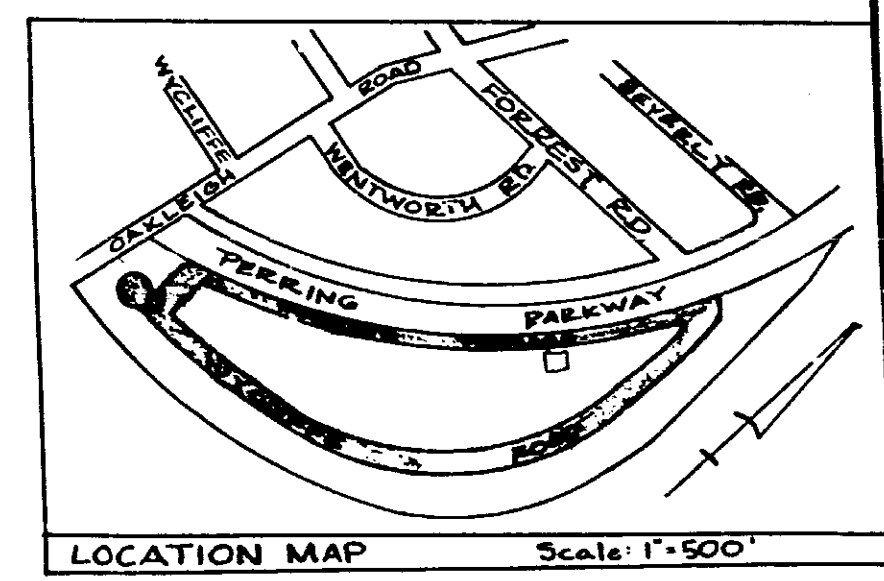 WYCLIFFE
ROAD
FORREST RD.
BEVERLY RD.
WENTWORTH RD.
OAKLEIGH
PERRING PARKWAY
ROAD
LOCATION MAP Scale: 1"=500'